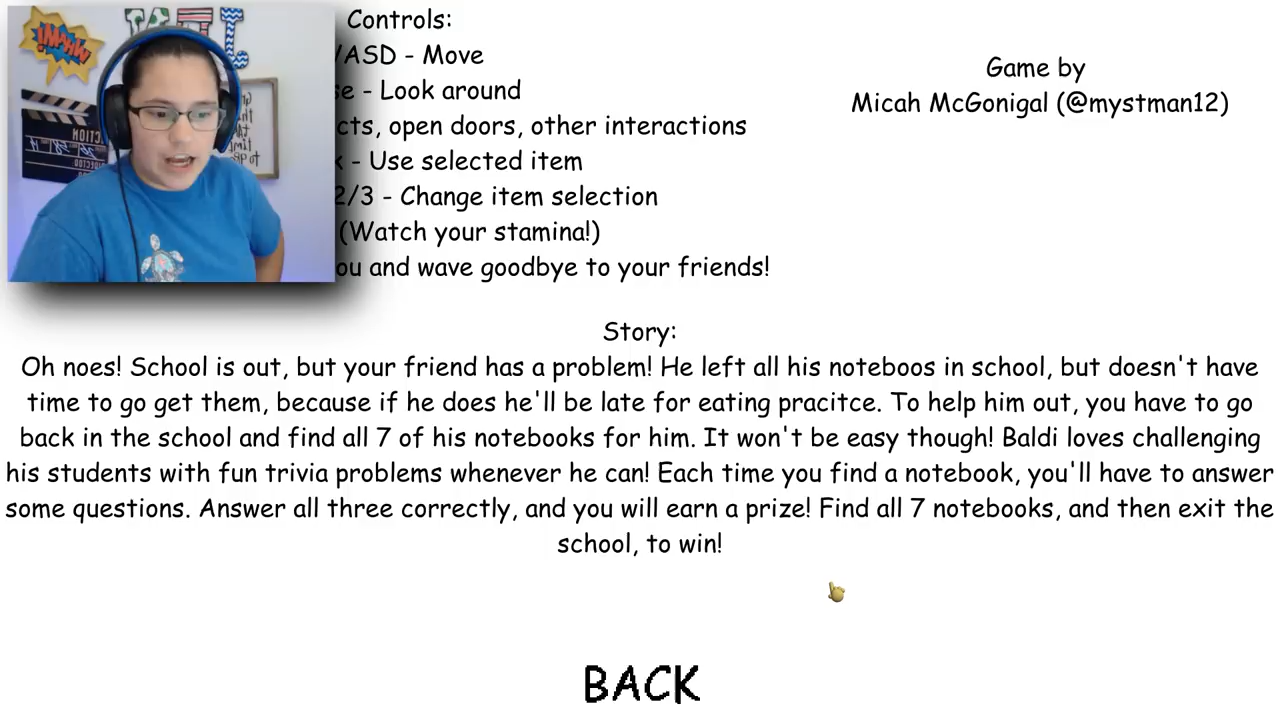 Controls:
/ASD - Move
se - Look around
cts, open doors, other interactions
k - Use selected item
2/3 - Change item selection
(Watch your stamina!)
ou and wave goodbye to your friends!
Game by
Micah McGonigal (@mystman12)
Story:
Oh noes! School is out, but your friend has a problem! He left all his noteboos in school, but doesn't have
time to go get them, because if he does he'll be late for eating pracitce. To help him out, you have to go
back in the school and find all 7 of his notebooks for him. It won't be easy though! Baldi loves challenging
his students with fun trivia problems whenever he can! Each time you find a notebook, you'll have to answer
some questions. Answer all three correctly, and you will earn a prize! Find all 7 notebooks, and then exit the
school, to win!
BACK